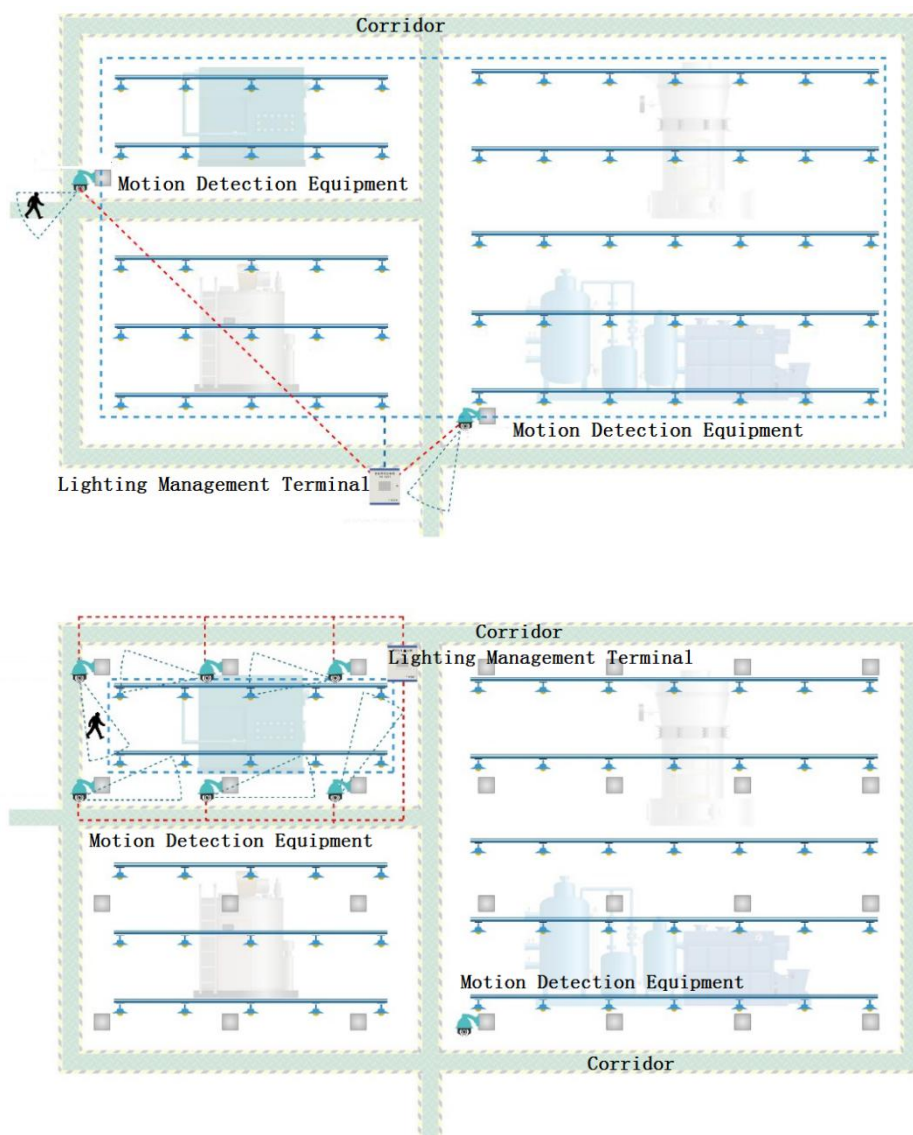 Corridor
Motion Detection Equipment
Motion Detection Equipment
Lighting Management Terminal
Corridor
Lighting Management Terminal
Motion Detection Equipment
Motion Detection Equipment
Corridor